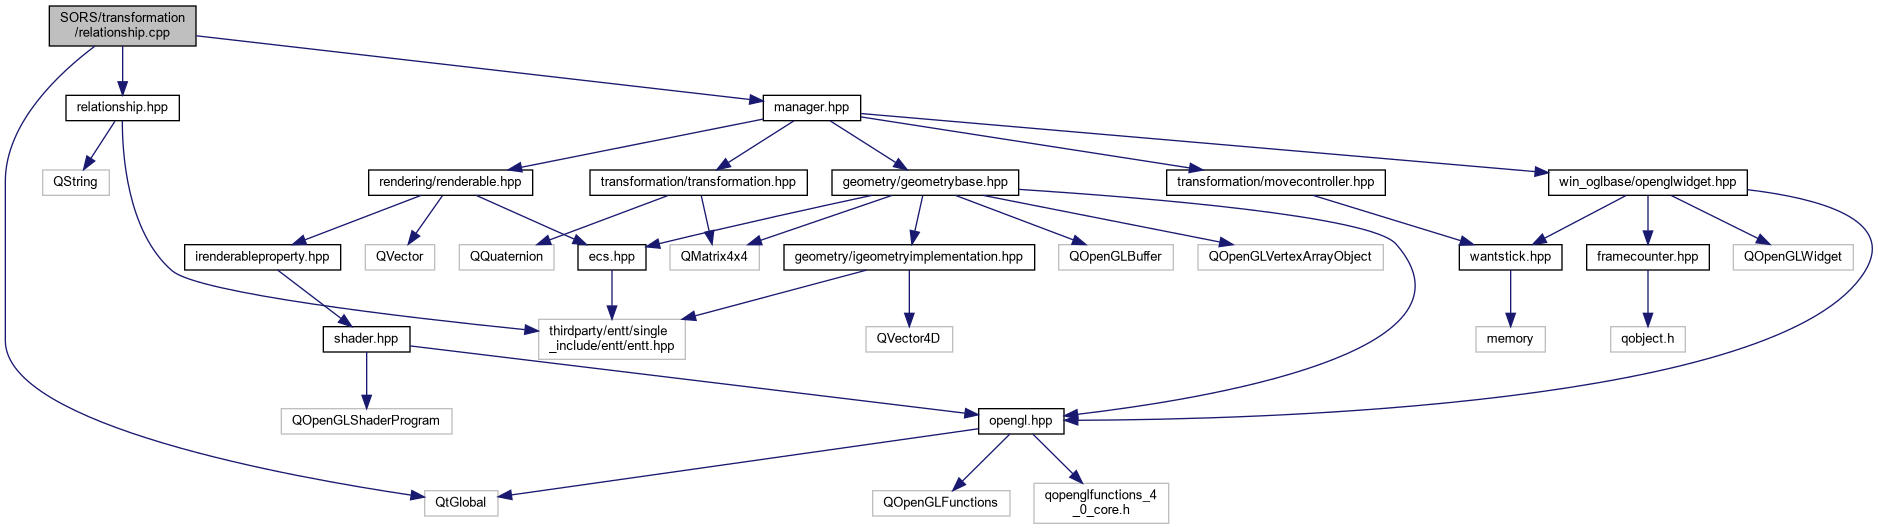 SORS/transformation
/relationship.cpp
relationship.hpp
manager.hpp
QString
rendering/renderable.hpp
transformation/transformation.hpp
geometry/geometrybase.hpp
transformation/movecontroller.hpp
win_oglbase/openglwidget.hpp
irenderableproperty.hpp
QVector
QQuaternion
ecs.hpp
QMatrix4x4
geometry/igeometryimplementation.hpp
QOpenGLBuffer
QOpenGLVertexArrayObject
wantstick.hpp
framecounter.hpp
QOpenGLWidget
shader.hpp
thirdparty/entt/single
_include/entt/entt.hpp
QVector4D
memory
qobject.h
QOpenGLShaderProgram
opengl.hpp
QtGlobal
QOpenGLFunctions
qopenglfunctions_4
_0_core.h